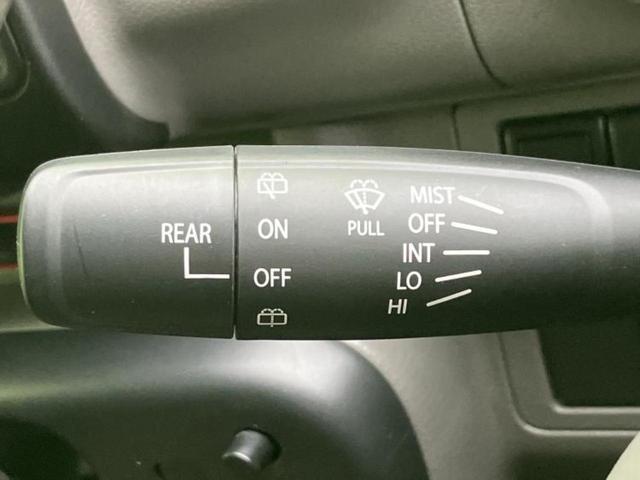 REAR
ON
OFF
PULL
MIST
OFF
INT
LO
HI